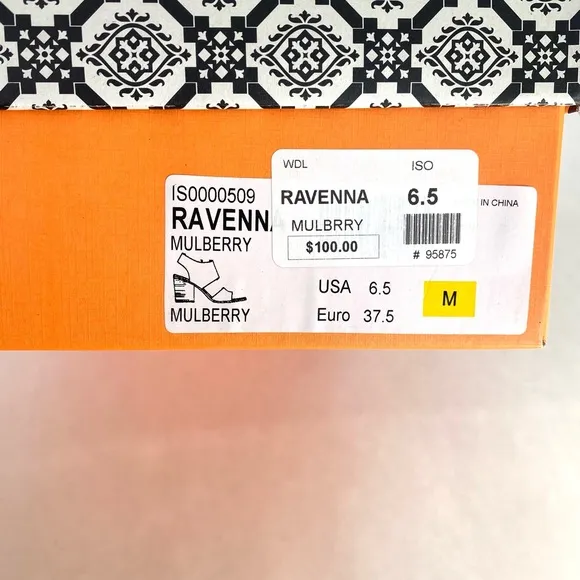 WDL ISO
RAVENNA 6.5
MULBRRY
$100.00
# 95875
IS0000509
RAVENNA
MULBERRY
IN CHINA
USA 6.5
M
Euro 37.5
MULBERRY